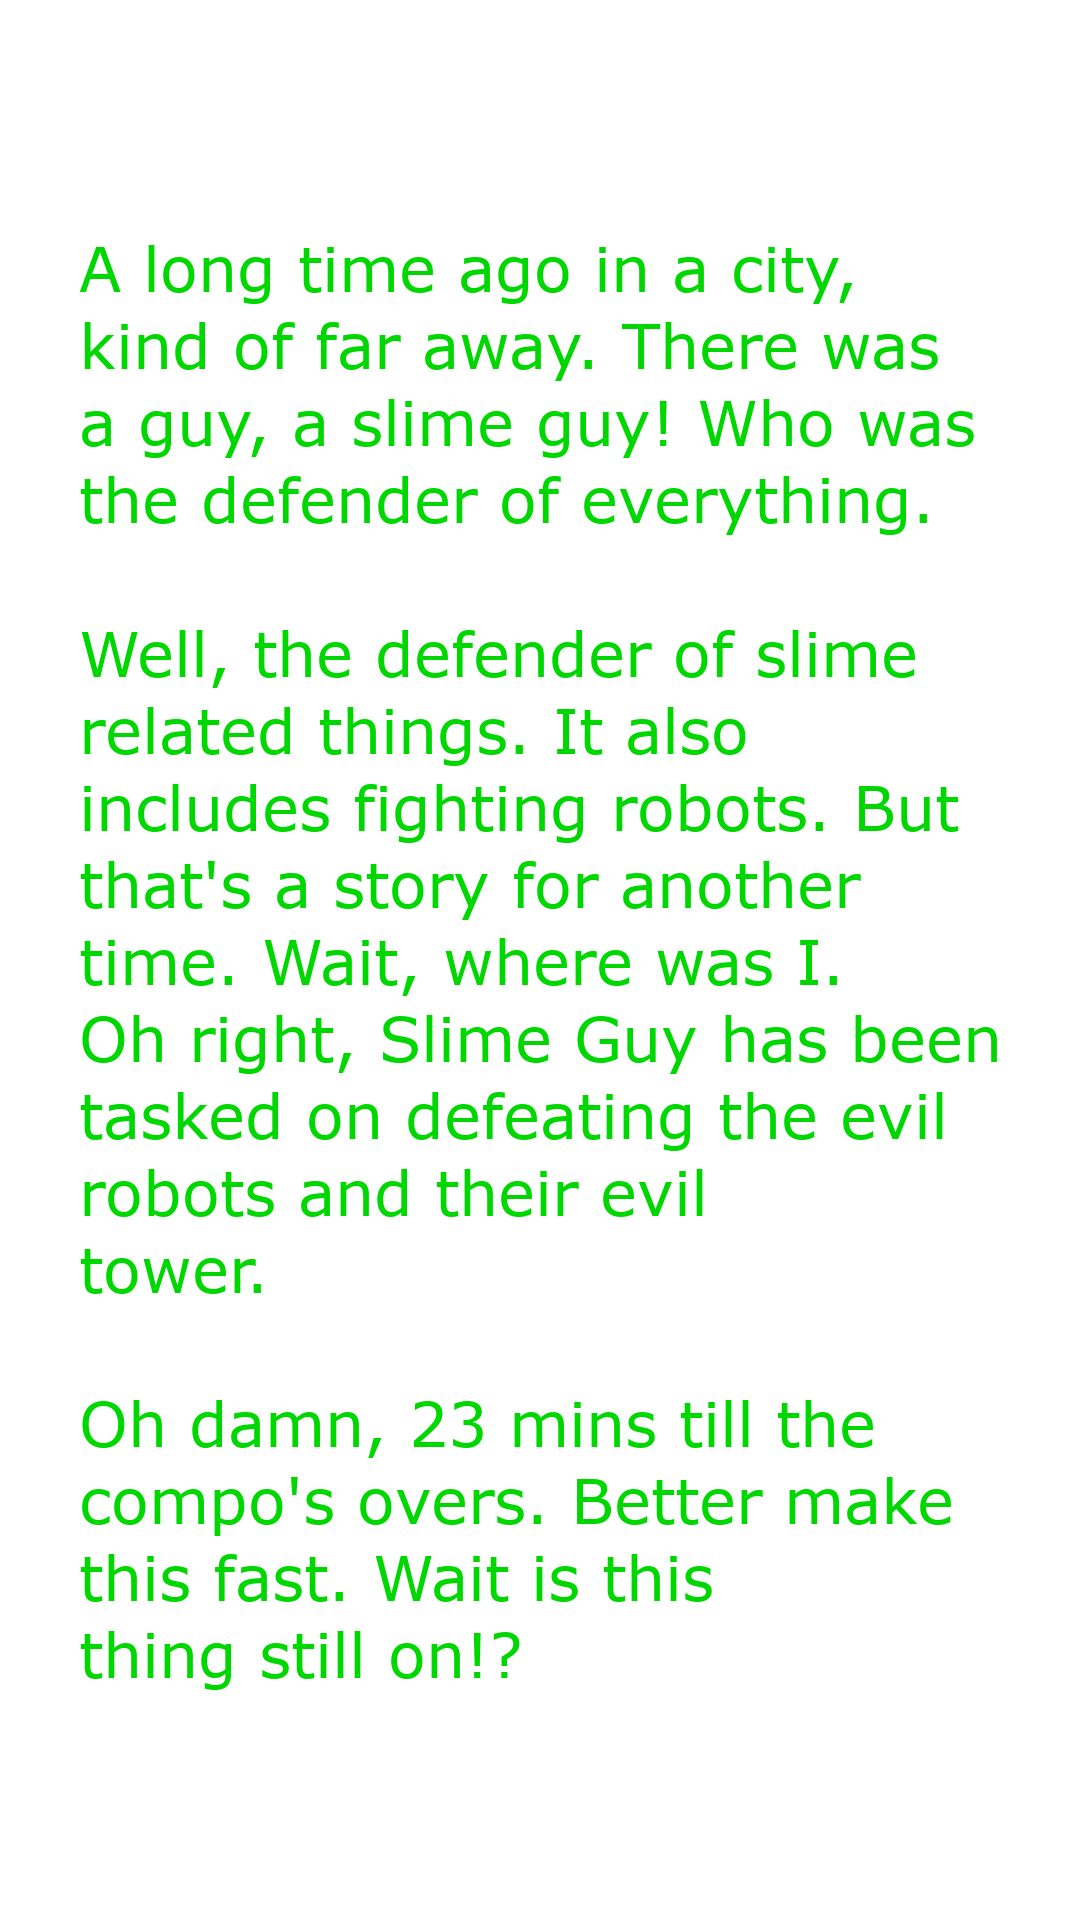 A long time ago in a city,
kind of far away. There was
a guy, a slime guy! Who was
the defender of everything.
Well, the defender of slime
related things. It also
includes fighting robots. But
that's a story for another
time. Wait, where was I.
Oh right, Slime Guy has been
tasked on defeating the evil
robots and their evil
tower.
Oh damn, 23 mins till the
compo's overs. Better make
this fast. Wait is this
thing still on!?